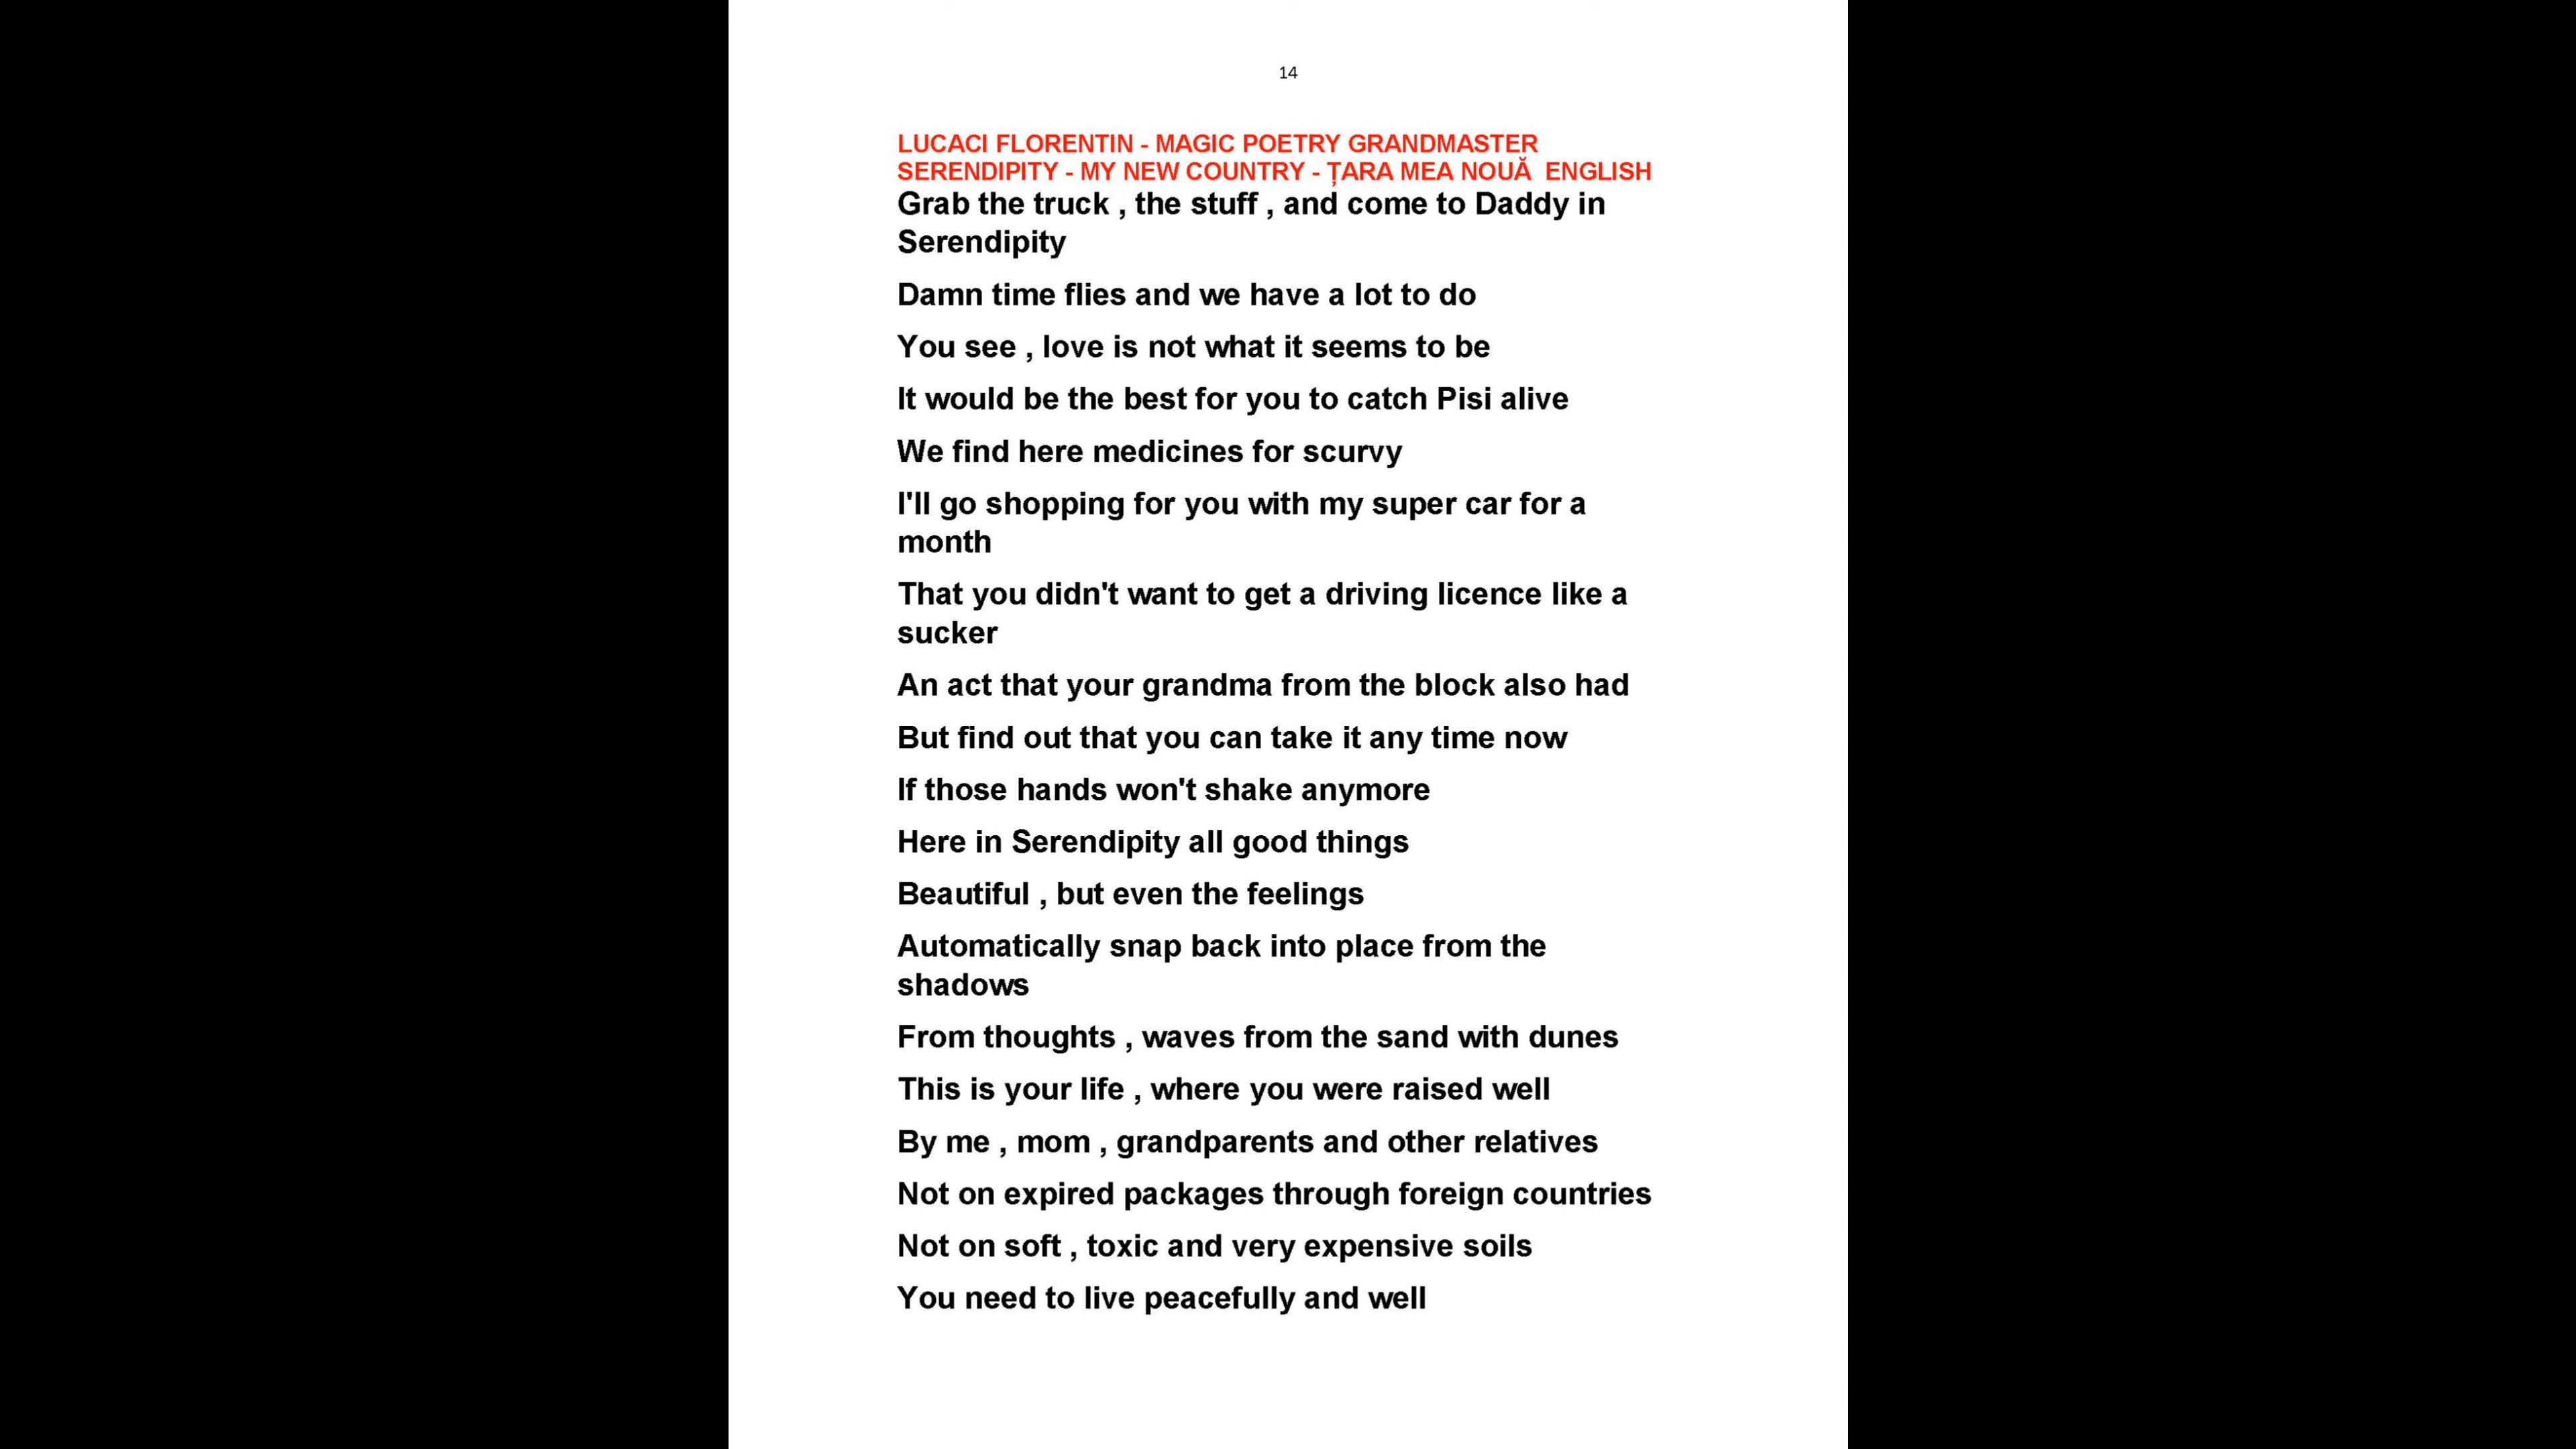 14
LUCACI FLORENTIN - MAGIC POETRY GRANDMASTER
SERENDIPITY - MY NEW COUNTRY - ȚARA MEA NOUĂ  ENGLISH
Grab the truck , the stuff , and come to Daddy in
Serendipity
Damn time flies and we have a lot to do
You see , love is not what it seems to be
It would be the best for you to catch Pisi alive
We find here medicines for scurvy
I'll go shopping for you with my super car for a
month
That you didn't want to get a driving licence like a
sucker
An act that your grandma from the block also had
But find out that you can take it any time now
If those hands won't shake anymore
Here in Serendipity all good things
Beautiful , but even the feelings
Automatically snap back into place from the
shadows
From thoughts , waves from the sand with dunes
This is your life , where you were raised well
By me , mom , grandparents and other relatives
Not on expired packages through foreign countries
Not on soft , toxic and very expensive soils
You need to live peacefully and well